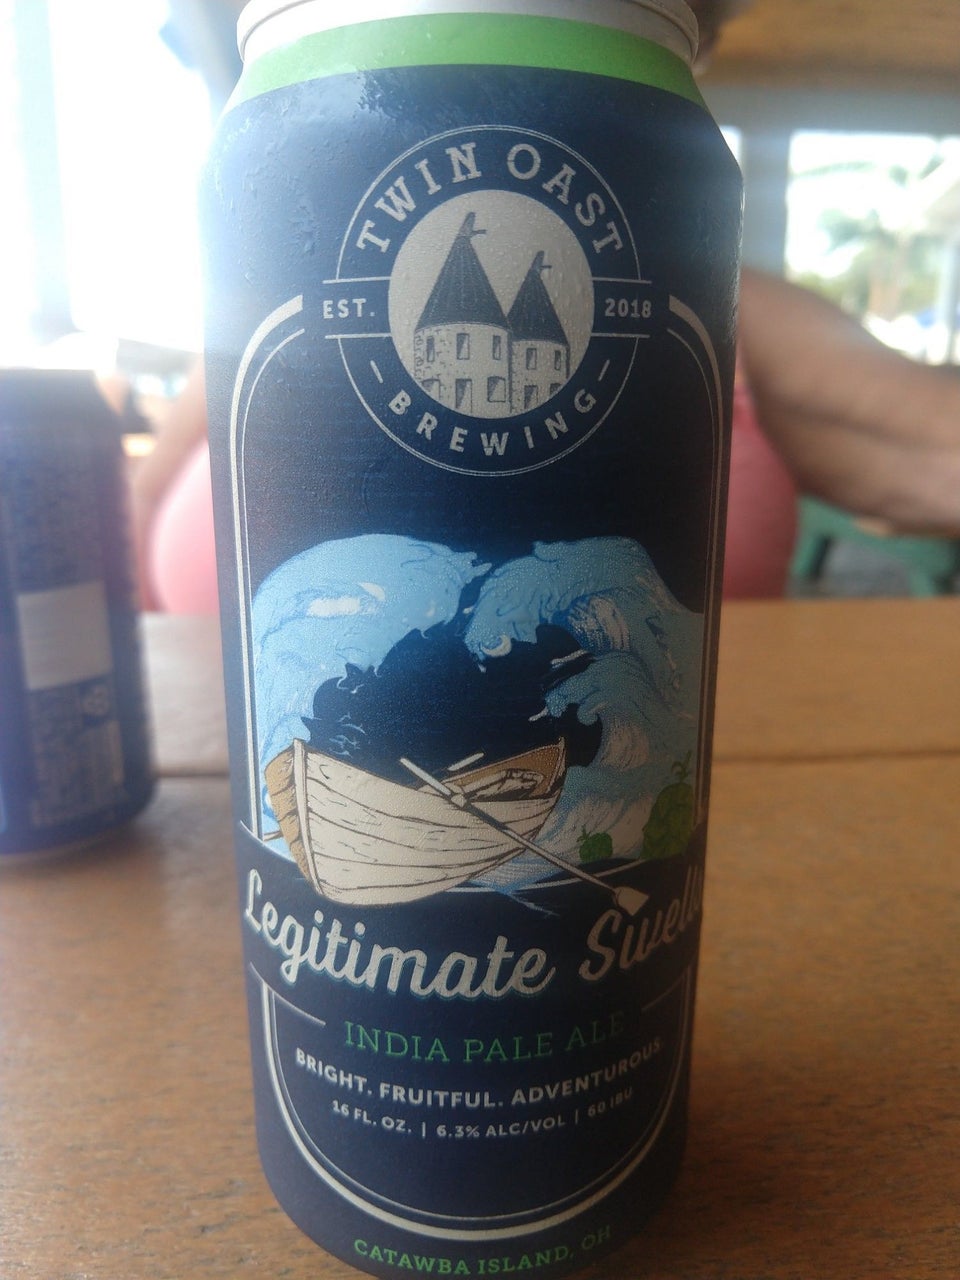 TWIN OAST
EST. 2018
BREWING
Legitimate Swells
INDIA PALE ALE
BRIGHT. FRUITFUL. ADVENTUROUS
16 FL. OZ. | 6.3% ALC/VOL | 60 IBU
CATAWBA ISLAND, OH